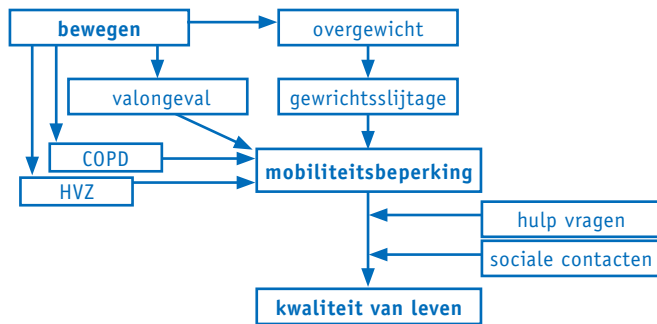 bewegen
overgewicht
valongeval
gewrichtsslijtage
COPD
mobiliteitsbeperking
HVZ
hulp vragen
sociale contacten
kwaliteit van leven